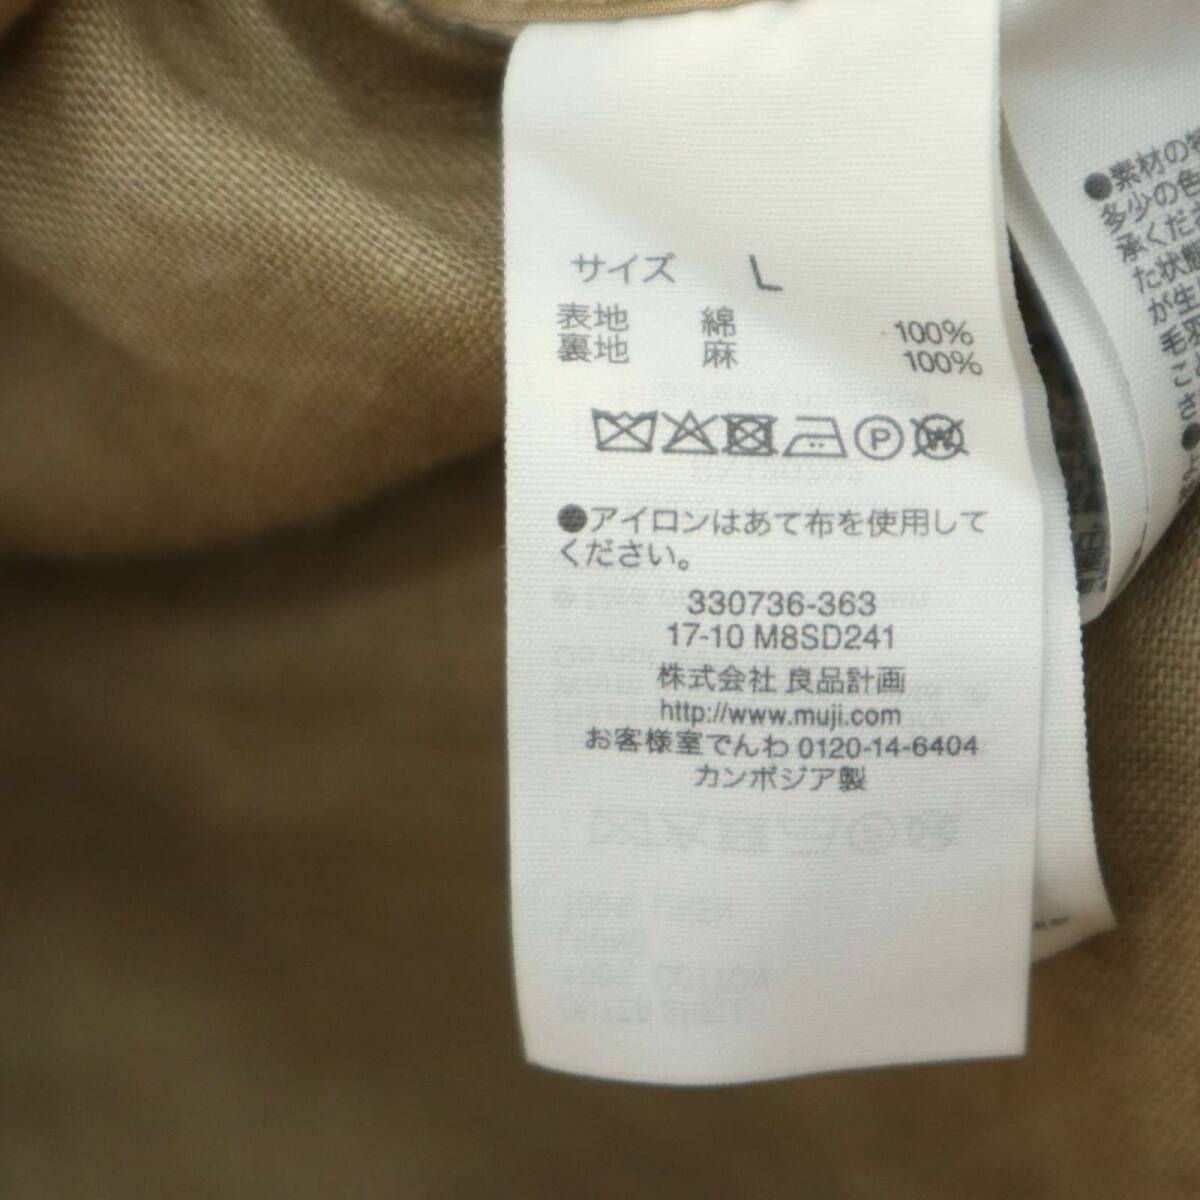 サイズ L
表地 綿 100%
裏地 麻 100%
P W
●アイロンはあて布を使用して
ください。
330736-363
17-10 M8SD241
株式会社 良品計画
http://www.muji.com
お客様室でんわ 0120-14-6404
カンボジア製
●素材の特
多少の色
承くださ
た状態
が生
毛羽
こと
さ
●
よ